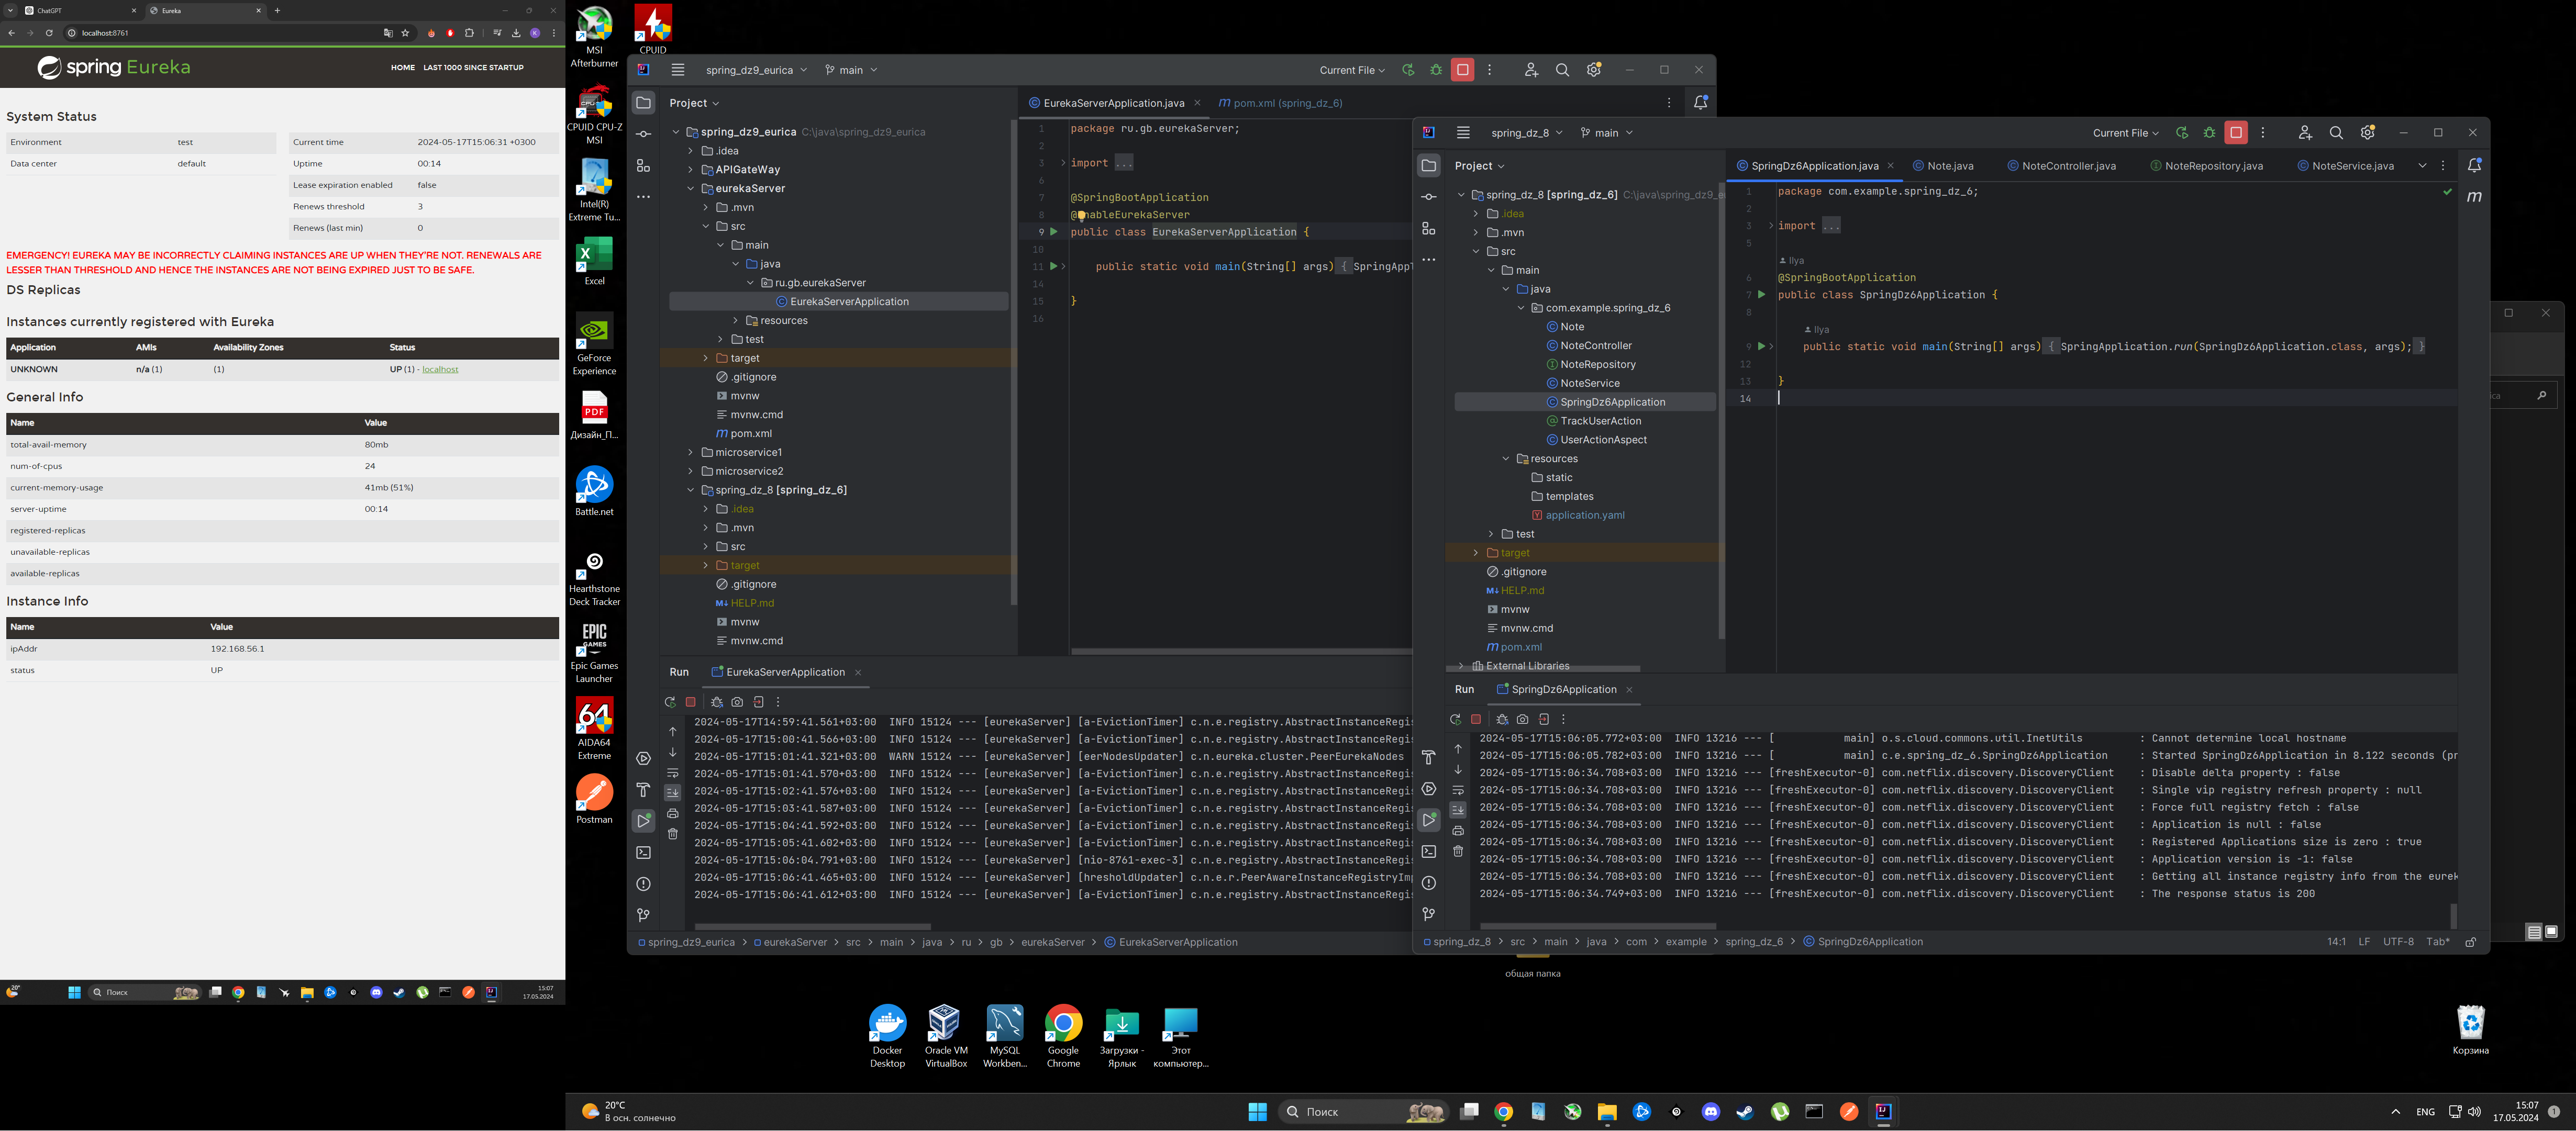 ChatGPT
Eureka
localhost:8761
spring Eureka
HOME LAST 1000 SINCE STARTUP
System Status
Environment test
Data center default
Current time 2024-05-17T15:06:31 +0300
Uptime 00:14
Lease expiration enabled false
Renews threshold 3
Renews (last min) 0
EMERGENCY! EUREKA MAY BE INCORRECTLY CLAIMING INSTANCES ARE UP WHEN THEY'RE NOT. RENEWALS ARE
LESSER THAN THRESHOLD AND HENCE THE INSTANCES ARE NOT BEING EXPIRED JUST TO BE SAFE.
DS Replicas
Instances currently registered with Eureka
Application AMIs Availability Zones Status
UNKNOWN n/a (1) (1) UP (1) - localhost
General Info
Name Value
total-avail-memory 80mb
num-of-cpus 24
current-memory-usage 41mb (51%)
server-uptime 00:14
registered-replicas
unavailable-replicas
available-replicas
Instance Info
Name Value
ipAddr 192.168.56.1
status UP
20°
Поиск
15:07
17.05.2024
MSI
Afterburner
CPUID
CPUID CPU-Z
MSI
Intel(R)
Extreme Tu...
Excel
GeForce
Experience
PDF
Дизайн_П...
Battle.net
Hearthstone
Deck Tracker
EPIC
GAMES
Epic Games
Launcher
64
AIDA64
Extreme
Postman
spring_dz9_eurica main Current File
Project
spring_dz9_eurica C:\java\spring_dz9_eurica
.idea
APIGateWay
eurekaServer
.mvn
src
main
java
ru.gb.eurekaServer
EurekaServerApplication
resources
test
target
.gitignore
mvnw
mvnw.cmd
pom.xml
microservice1
microservice2
spring_dz_8 [spring_dz_6]
.idea
.mvn
src
target
.gitignore
HELP.md
mvnw
mvnw.cmd
EurekaServerApplication.java
pom.xml (spring_dz_6)
1 package ru.gb.eurekaServer;
2
3 import ...
6
7 @SpringBootApplication
8 @EnableEurekaServer
9 public class EurekaServerApplication {
10
11 public static void main(String[] args) { SpringAppl
14
15 }
16
Run EurekaServerApplication
2024-05-17T14:59:41.561+03:00 INFO 15124 --- [eurekaServer] [a-EvictionTimer] c.n.e.registry.AbstractInstanceRegis
2024-05-17T15:00:41.566+03:00 INFO 15124 --- [eurekaServer] [a-EvictionTimer] c.n.e.registry.AbstractInstanceRegis
2024-05-17T15:01:41.321+03:00 WARN 15124 --- [eurekaServer] [eerNodesUpdater] c.n.eureka.cluster.PeerEurekaNodes
2024-05-17T15:01:41.570+03:00 INFO 15124 --- [eurekaServer] [a-EvictionTimer] c.n.e.registry.AbstractInstanceRegis
2024-05-17T15:02:41.576+03:00 INFO 15124 --- [eurekaServer] [a-EvictionTimer] c.n.e.registry.AbstractInstanceRegis
2024-05-17T15:03:41.587+03:00 INFO 15124 --- [eurekaServer] [a-EvictionTimer] c.n.e.registry.AbstractInstanceRegis
2024-05-17T15:04:41.592+03:00 INFO 15124 --- [eurekaServer] [a-EvictionTimer] c.n.e.registry.AbstractInstanceRegis
2024-05-17T15:05:41.602+03:00 INFO 15124 --- [eurekaServer] [a-EvictionTimer] c.n.e.registry.AbstractInstanceRegis
2024-05-17T15:06:04.791+03:00 INFO 15124 --- [eurekaServer] [nio-8761-exec-3] c.n.e.registry.AbstractInstanceRegis
2024-05-17T15:06:41.465+03:00 INFO 15124 --- [eurekaServer] [hresholdUpdater] c.n.e.r.PeerAwareInstanceRegistryImp
2024-05-17T15:06:41.612+03:00 INFO 15124 --- [eurekaServer] [a-EvictionTimer] c.n.e.registry.AbstractInstanceRegis
spring_dz9_eurica > eurekaServer > src > main > java > ru > gb > eurekaServer > EurekaServerApplication
spring_dz_8 main Current File
Project
spring_dz_8 [spring_dz_6] C:\java\spring_dz9_e
.idea
.mvn
src
main
java
com.example.spring_dz_6
Note
NoteController
NoteRepository
NoteService
SpringDz6Application
TrackUserAction
UserActionAspect
resources
static
templates
application.yaml
test
target
.gitignore
HELP.md
mvnw
mvnw.cmd
pom.xml
External Libraries
SpringDz6Application.java
Note.java
NoteController.java
NoteRepository.java
NoteService.java
1 package com.example.spring_dz_6;
2
3 import ...
5
Ilya
6 @SpringBootApplication
7 public class SpringDz6Application {
8
Ilya
9 public static void main(String[] args) { SpringApplication.run(SpringDz6Application.class, args); }
12
13 }
14
Run SpringDz6Application
2024-05-17T15:06:05.772+03:00 INFO 13216 --- [ main] o.s.cloud.commons.util.InetUtils : Cannot determine local hostname
2024-05-17T15:06:05.782+03:00 INFO 13216 --- [ main] c.e.spring_dz_6.SpringDz6Application : Started SpringDz6Application in 8.122 seconds (pr
2024-05-17T15:06:34.708+03:00 INFO 13216 --- [freshExecutor-0] com.netflix.discovery.DiscoveryClient : Disable delta property : false
2024-05-17T15:06:34.708+03:00 INFO 13216 --- [freshExecutor-0] com.netflix.discovery.DiscoveryClient : Single vip registry refresh property : null
2024-05-17T15:06:34.708+03:00 INFO 13216 --- [freshExecutor-0] com.netflix.discovery.DiscoveryClient : Force full registry fetch : false
2024-05-17T15:06:34.708+03:00 INFO 13216 --- [freshExecutor-0] com.netflix.discovery.DiscoveryClient : Application is null : false
2024-05-17T15:06:34.708+03:00 INFO 13216 --- [freshExecutor-0] com.netflix.discovery.DiscoveryClient : Registered Applications size is zero : true
2024-05-17T15:06:34.708+03:00 INFO 13216 --- [freshExecutor-0] com.netflix.discovery.DiscoveryClient : Application version is -1: false
2024-05-17T15:06:34.708+03:00 INFO 13216 --- [freshExecutor-0] com.netflix.discovery.DiscoveryClient : Getting all instance registry info from the eurek
2024-05-17T15:06:34.749+03:00 INFO 13216 --- [freshExecutor-0] com.netflix.discovery.DiscoveryClient : The response status is 200
spring_dz_8 > src > main > java > com > example > spring_dz_6 > SpringDz6Application 14:1 LF UTF-8 Tab*
общая папка
Docker
Desktop
Oracle VM
VirtualBox
MySQL
Workben...
Google
Chrome
Загрузки -
Ярлык
Этот
компьютер...
Корзина
20°C
В осн. солнечно
Поиск
ENG
15:07
17.05.2024
1